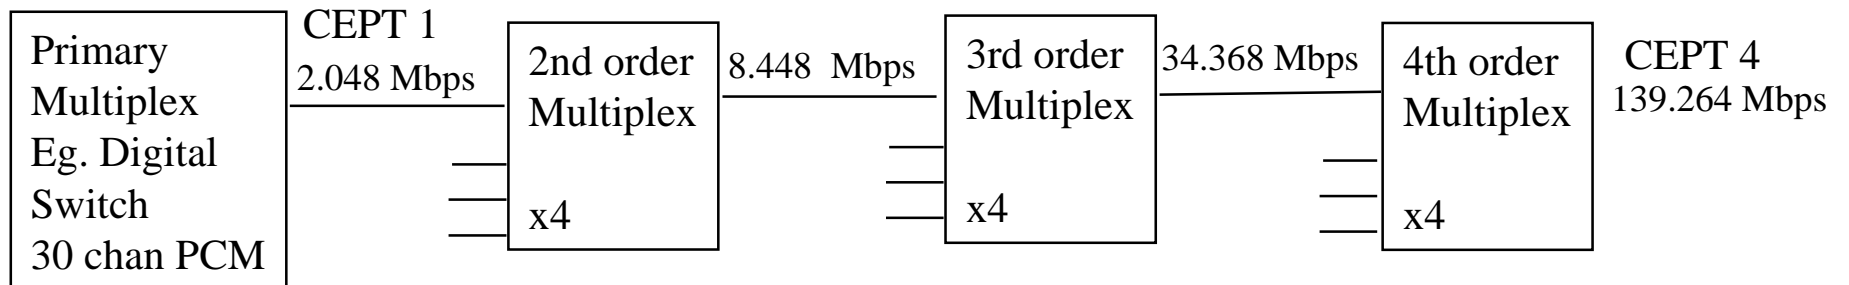 Primary
Multiplex
Eg. Digital
Switch
30 chan PCM
CEPT 1
2.048 Mbps
2nd order
Multiplex
x4
8.448 Mbps
3rd order
Multiplex
x4
34.368 Mbps
4th order
Multiplex
x4
CEPT 4
139.264 Mbps